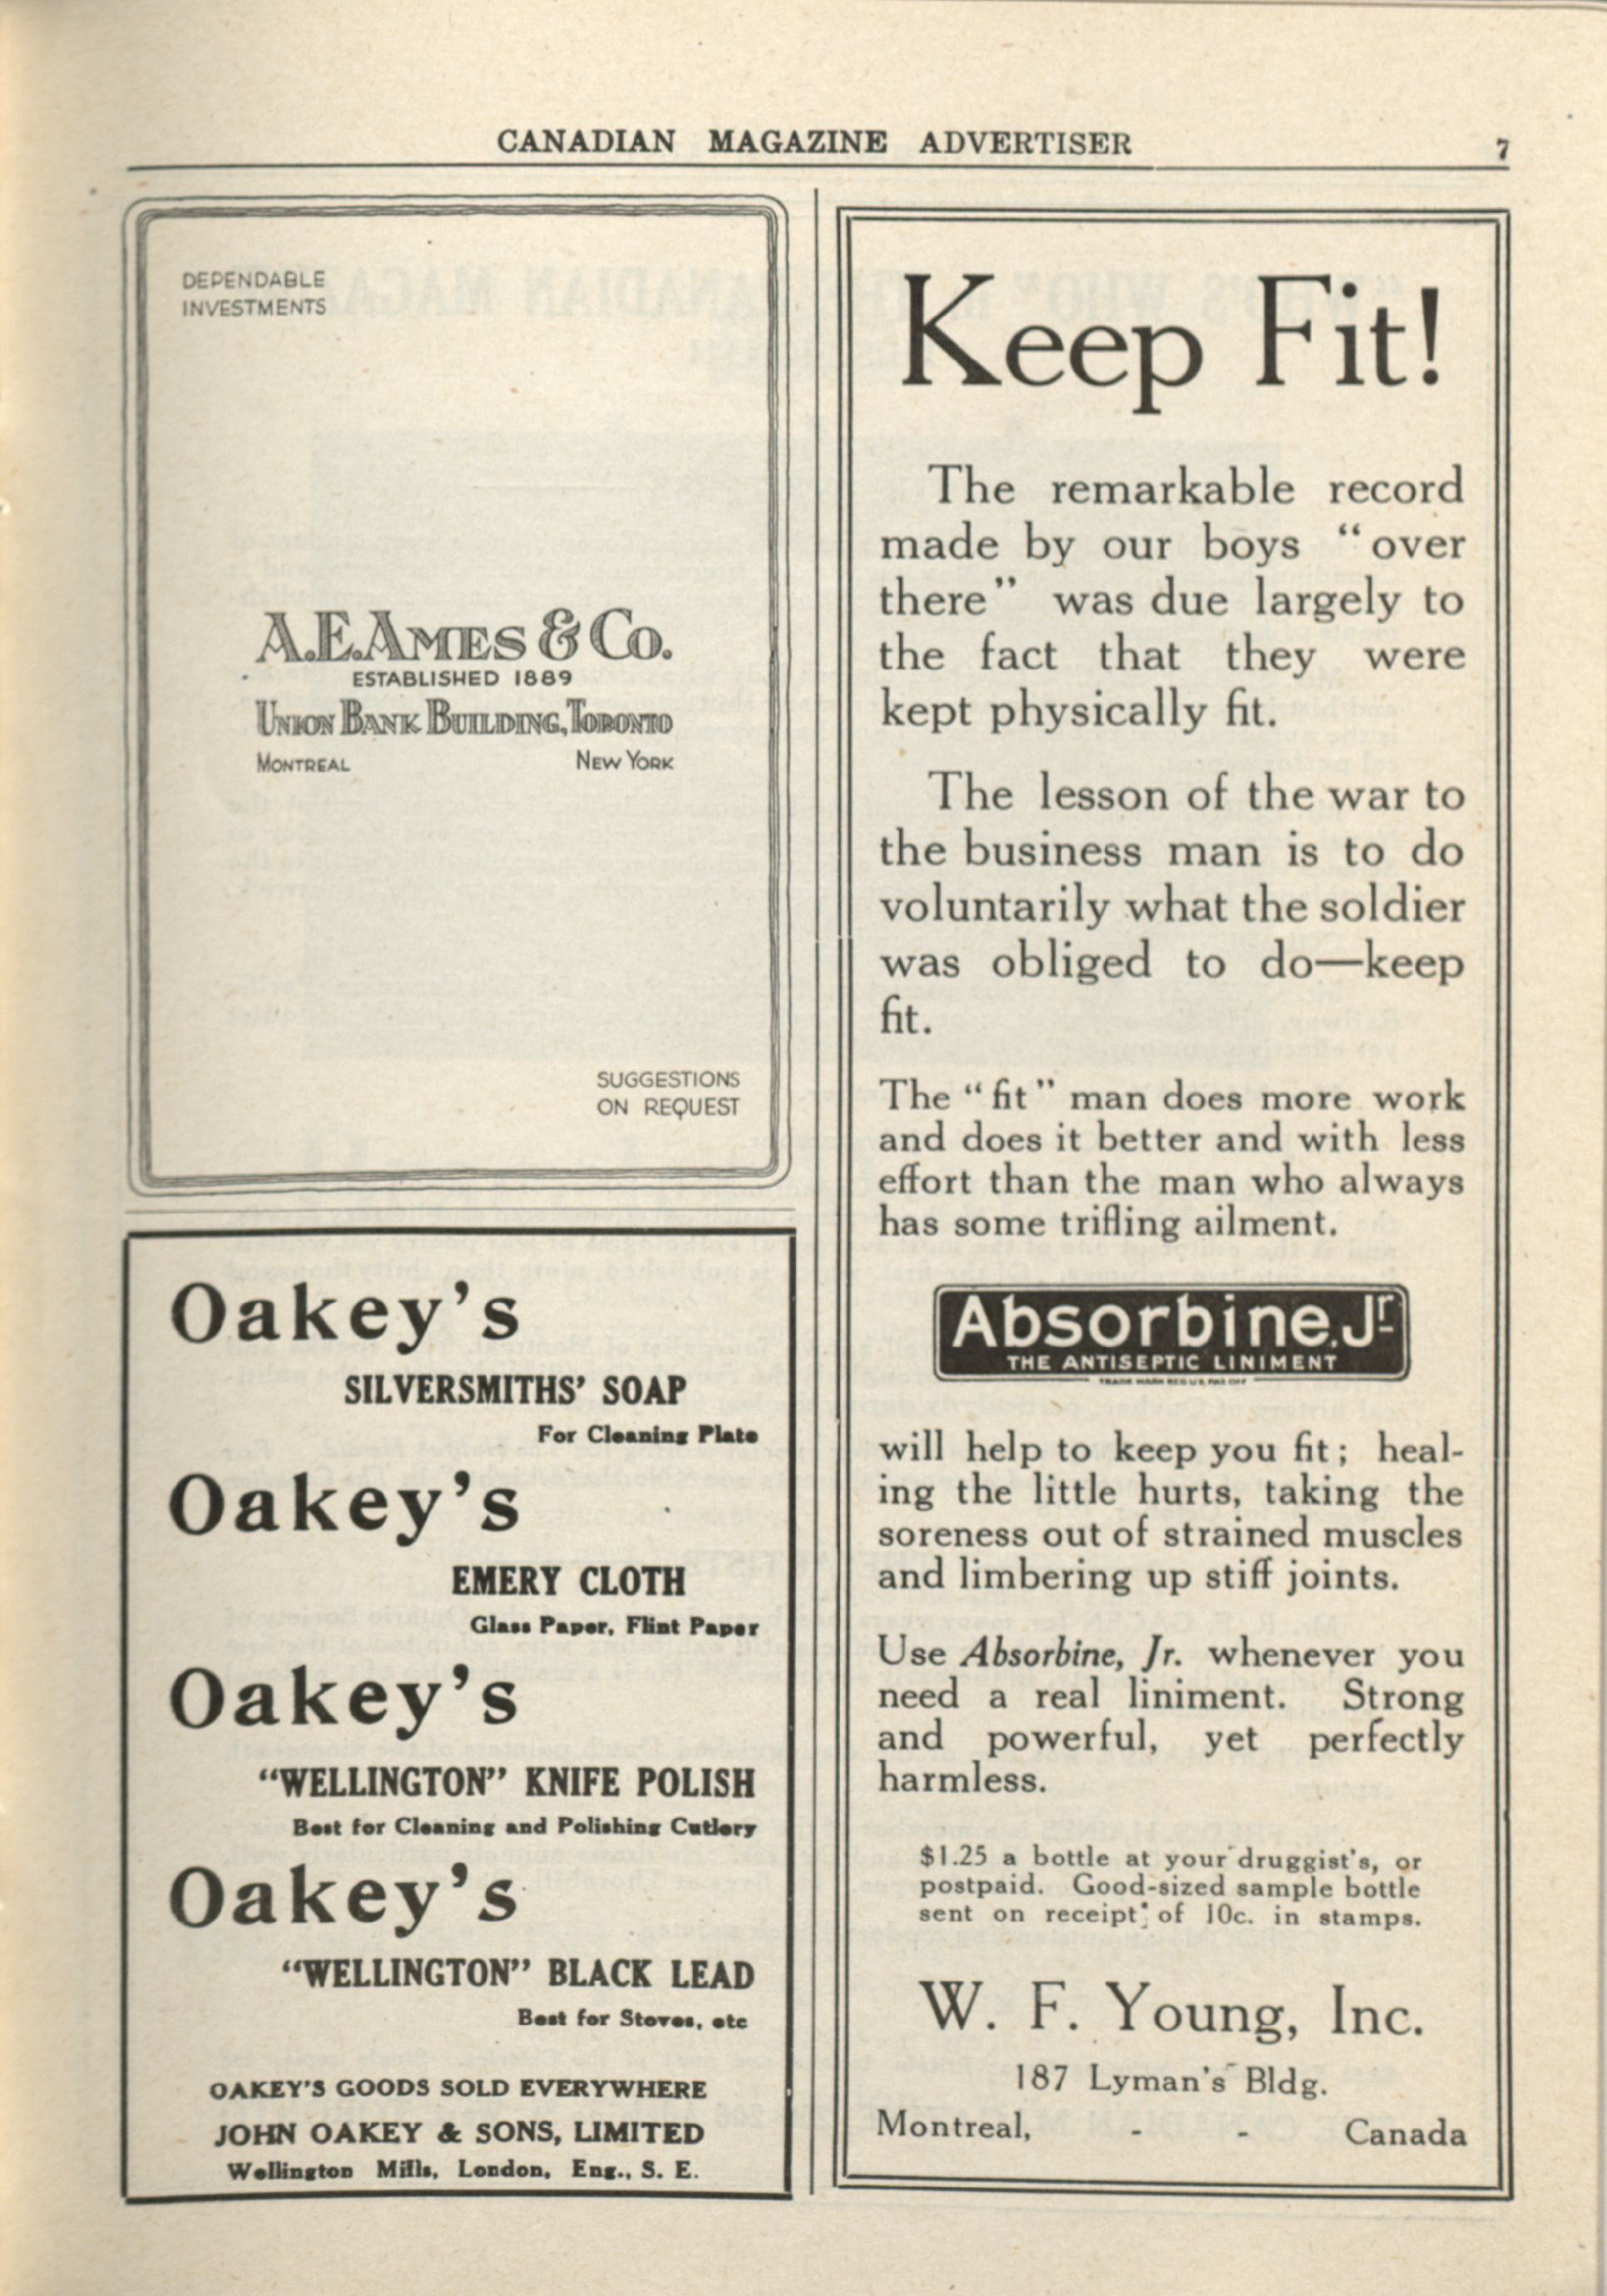 CANADIAN MAGAZINE ADVERTISER 7
DEPENDABLE
INVESTMENTS
A.E. AMES & CO.
ESTABLISHED 1889
UNION BANK BUILDING, TORONTO
MONTREAL NEW YORK
SUGGESTIONS
ON REQUEST
Oakey's
SILVERSMITHS' SOAP
For Cleaning Plate
Oakey's
EMERY CLOTH
Glass Paper, Flint Paper
Oakey's
"WELLINGTON" KNIFE POLISH
Best for Cleaning and Polishing Cutlery
Oakey's
"WELLINGTON" BLACK LEAD
Best for Stoves, etc
OAKEY'S GOODS SOLD EVERYWHERE
JOHN OAKEY & SONS, LIMITED
Wellington Mills, London, Eng., S. E.
Keep Fit!
The remarkable record
made by our boys "over
there" was due largely to
the fact that they were
kept physically fit.
The lesson of the war to
the business man is to do
voluntarily what the soldier
was obliged to do—keep
fit.
The "fit" man does more work
and does it better and with less
effort than the man who always
has some trifling ailment.
Absorbine, Jr.
THE ANTISEPTIC LINIMENT
TRADE MARK REG. U.S. PAT. OFF
will help to keep you fit; heal-
ing the little hurts, taking the
soreness out of strained muscles
and limbering up stiff joints.
Use Absorbine, Jr. whenever you
need a real liniment. Strong
and powerful, yet perfectly
harmless.
$1.25 a bottle at your druggist's, or
postpaid. Good-sized sample bottle
sent on receipt of 10c. in stamps.
W. F. Young, Inc.
187 Lyman's Bldg.
Montreal, - - Canada